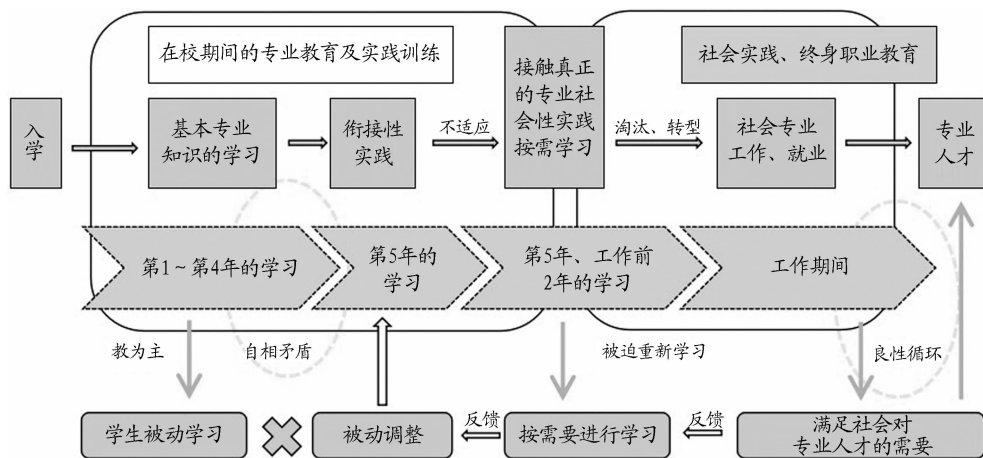 在校期间的专业教育及实践训练
社会实践、终身职业教育
入
学
基本专业
知识的学习
衔接性
实践
不适应
接触真正
的专业社
会性实践
按需学习
淘汰、转型
社会专业
工作、就业
专业
人才
第1～第4年的学习
第5年的
学习
第5年、工作前
2年的学习
工作期间
教为主
自相矛盾
被迫重新学习
良性循环
学生被动学习
被动调整
反馈
按需要进行学习
反馈
满足社会对
专业人才的需要